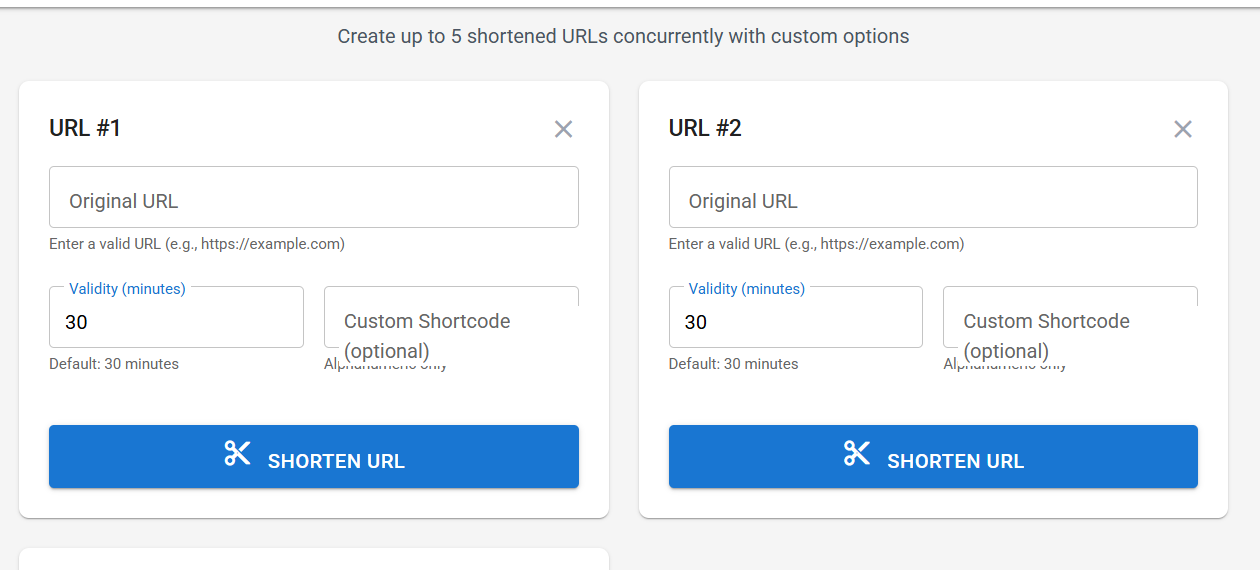 Create up to 5 shortened URLs concurrently with custom options
URL #1
Original URL
Enter a valid URL (e.g., https://example.com)
Validity (minutes)
30
Default: 30 minutes
Custom Shortcode
(optional)
Alphanumeric only
SHORTEN URL
URL #2
Original URL
Enter a valid URL (e.g., https://example.com)
Validity (minutes)
30
Default: 30 minutes
Custom Shortcode
(optional)
Alphanumeric only
SHORTEN URL